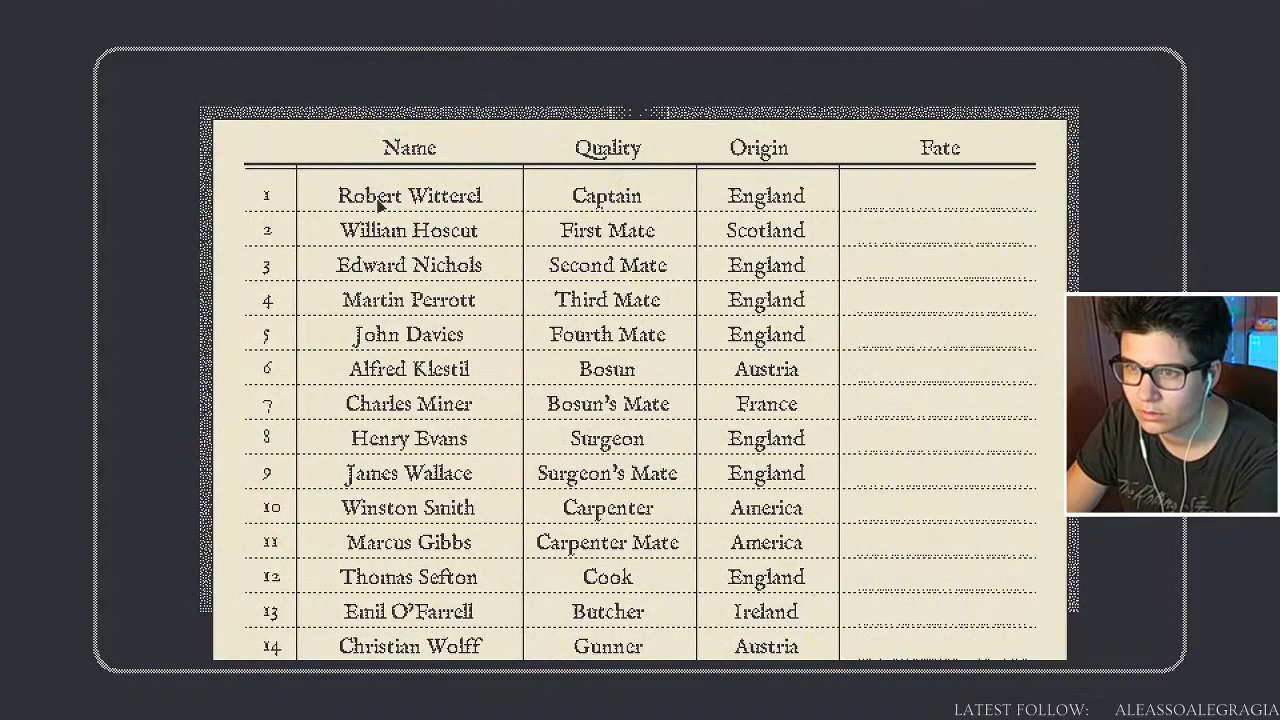 Name Quality Origin Fate
1 Robert Witterel Captain England
2 William Hoscut First Mate Scotland
3 Edward Nichols Second Mate England
4 Martin Perrott Third Mate England
5 John Davies Fourth Mate England
6 Alfred Klestil Bosun Austria
7 Charles Miner Bosun's Mate France
8 Henry Evans Surgeon England
9 James Wallace Surgeon's Mate England
10 Winston Smith Carpenter America
11 Marcus Gibbs Carpenter Mate America
12 Thomas Sefton Cook England
13 Emil O'Farrell Butcher Ireland
14 Christian Wolff Gunner Austria
LATEST FOLLOW: ALEASSOALEGRAGIA